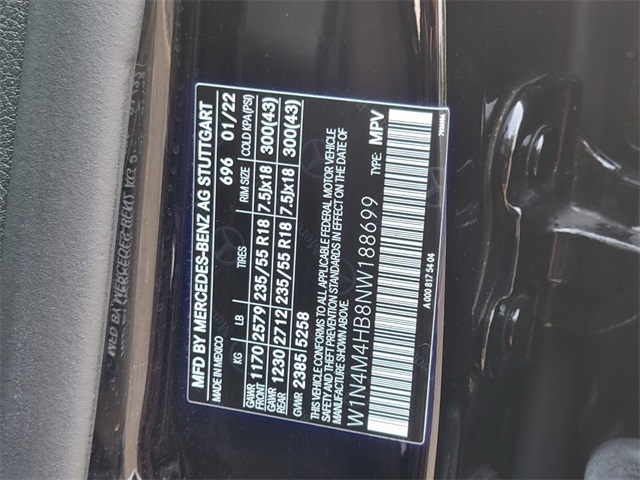 MFD BY MERCEDES-BENZ AG STUTTGART
MADE IN MEXICO 696 01/22
KG LB TIRES RIM SIZE COLD KPA(PSI)
GAWR FRONT 1170 2579 235/55 R18 7.5Jx18 300(43)
GAWR REAR 1230 2712 235/55 R18 7.5Jx18 300(43)
GVWR 2385 5258
THIS VEHICLE CONFORMS TO ALL APPLICABLE FEDERAL MOTOR VEHICLE
SAFETY AND THEFT PREVENTION STANDARDS IN EFFECT ON THE DATE OF
MANUFACTURE SHOWN ABOVE.
W1N4M4HB8NW188699 TYPE: MPV
A 000 817 54 04